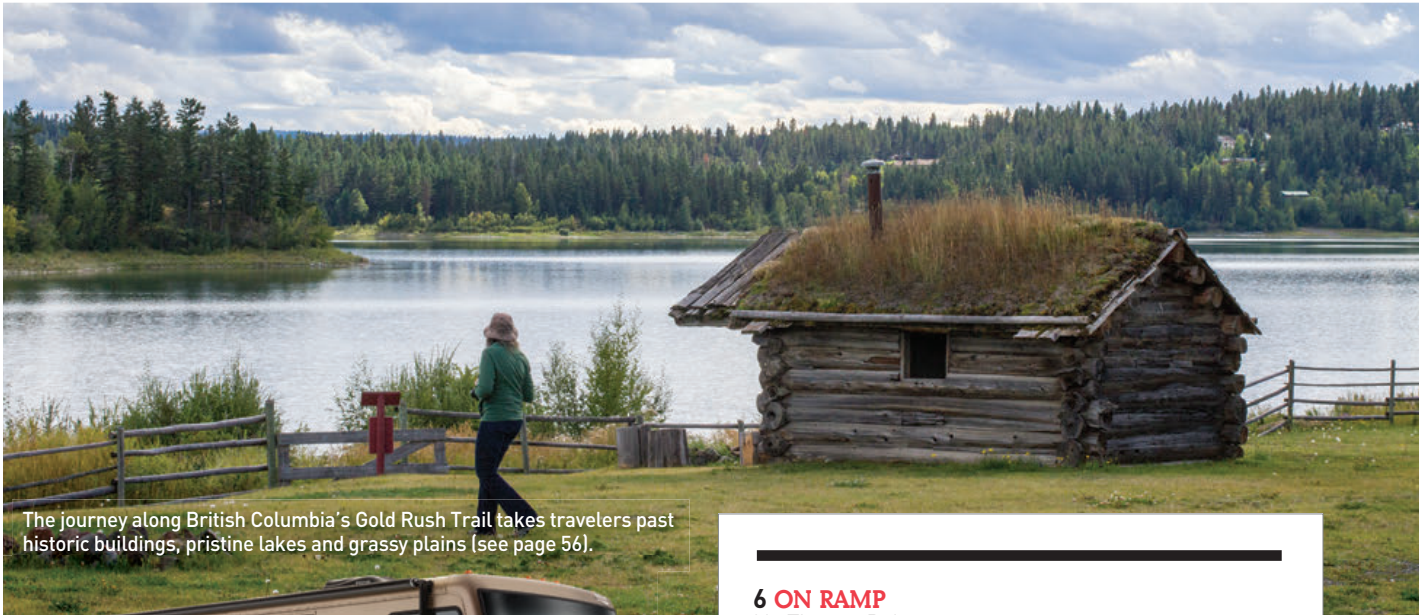 The journey along British Columbia’s Gold Rush Trail takes travelers past
historic buildings, pristine lakes and grassy plains (see page 56).
6 ON RAMP